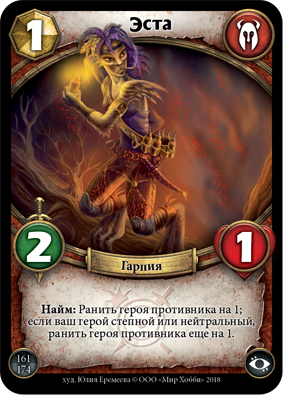 1
Эста
2
1
Гарпия
Найм: Ранить героя противника на 1;
если ваш герой степной или нейтральный,
ранить героя противника еще на 1.
161
174
худ. Юлия Еремеева © ООО «Мир Хобби» 2018